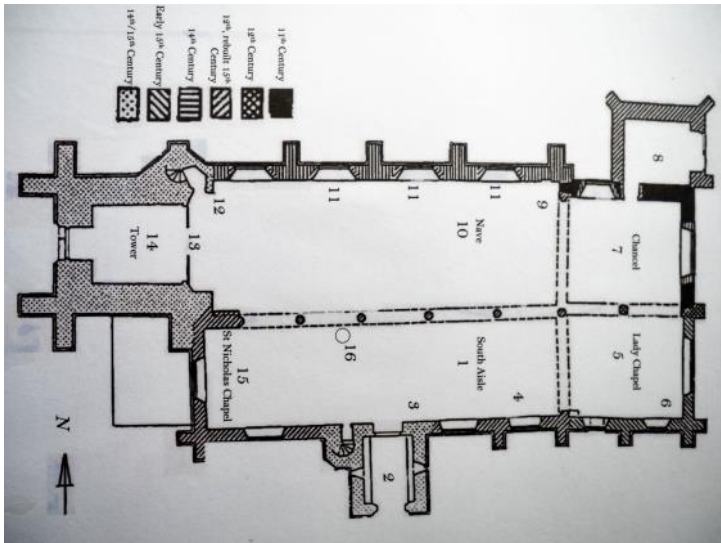 8
6
Chancel
7
Lady Chapel
5
9
4
11
Nave
10
South Aisle
1
11
3
2
11
16
12
15
St Nicholas Chapel
13
14
Tower
11th Century
12th Century
12th, rebuilt 15th
Century
14th Century
Early 15th Century
14th/15th Century
N